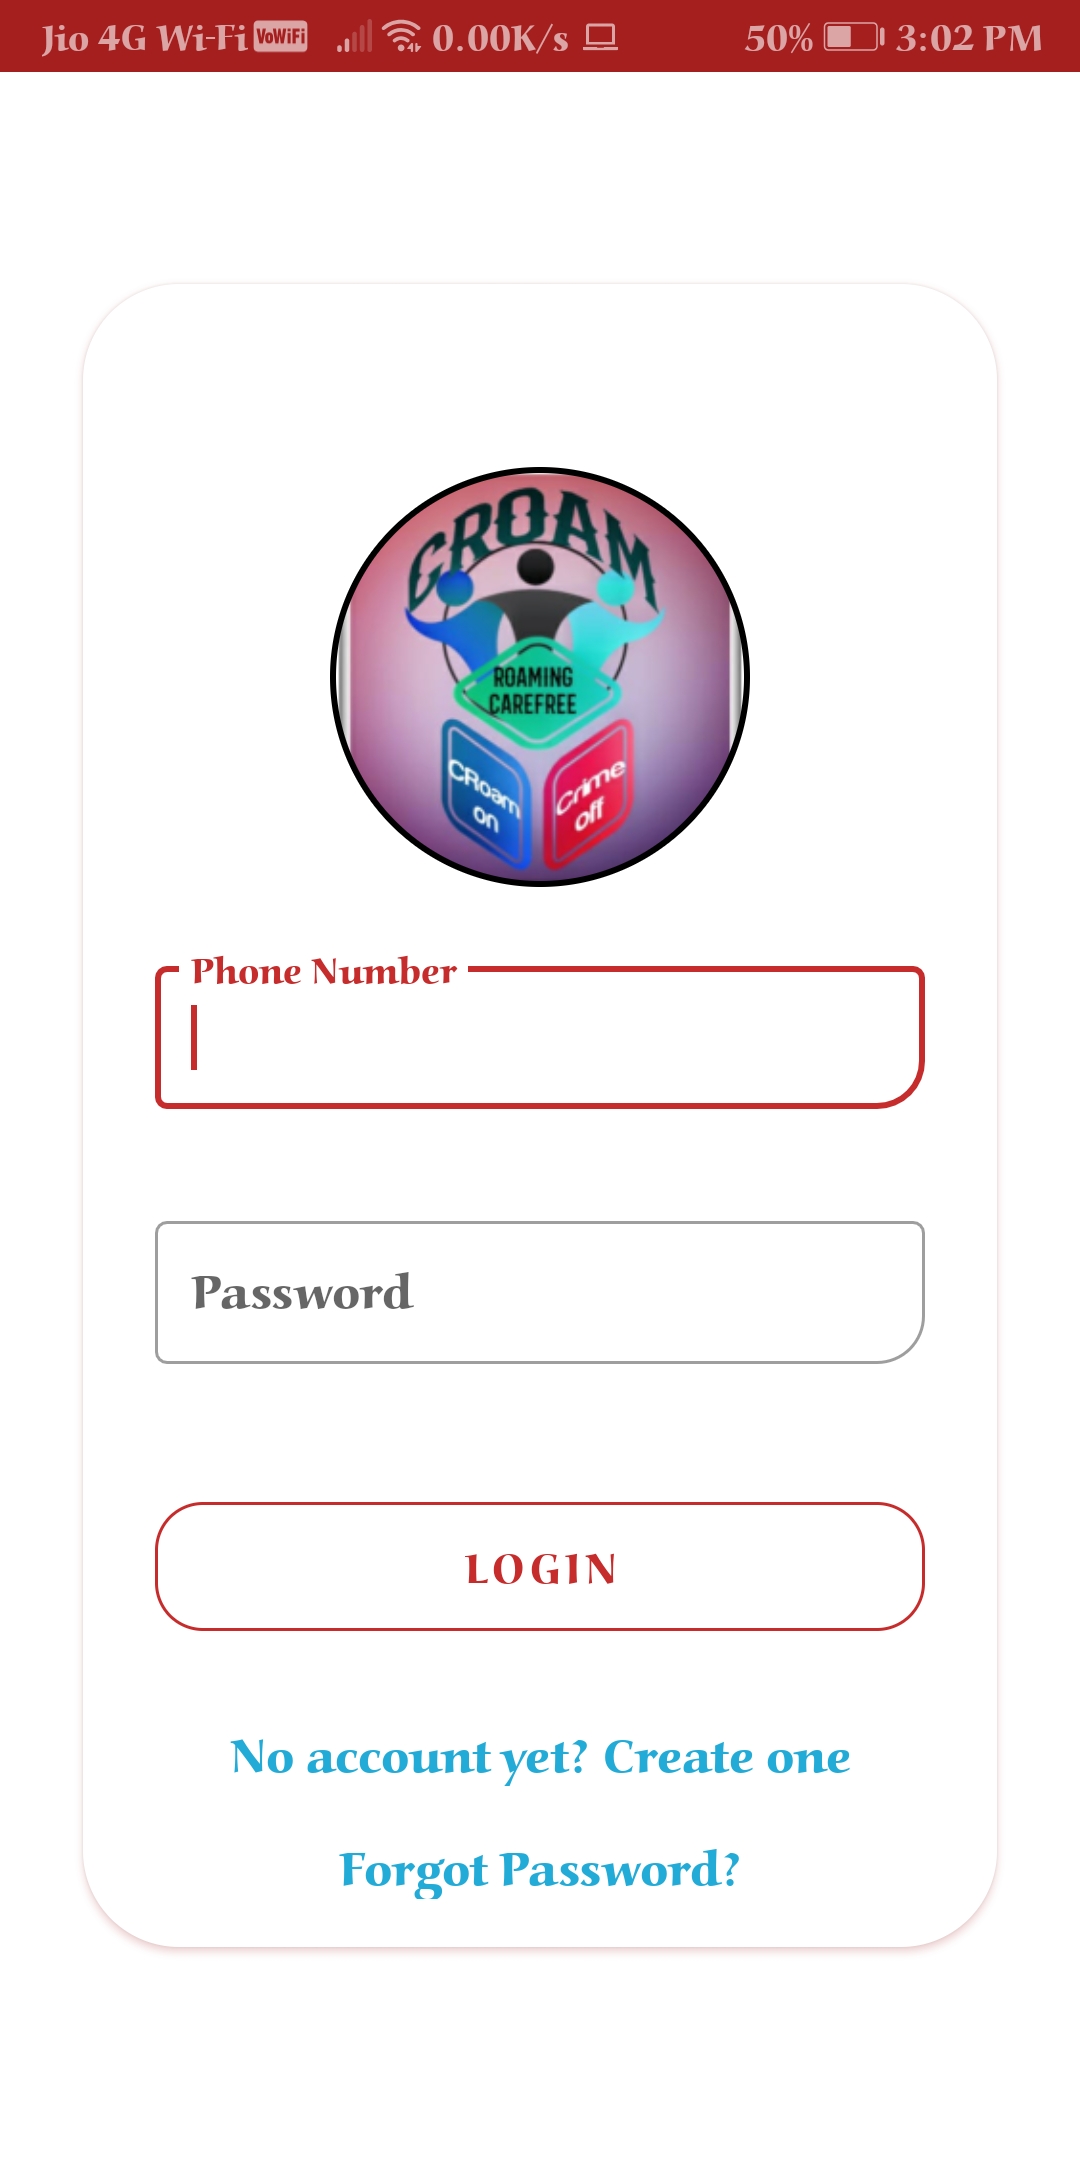 Jio 4G Wi-Fi VoWiFi 0.00K/s 50% 3:02 PM
CROAM
ROAMING
CAREFREE
CRoam
on
Crime
off
Phone Number
Password
LOGIN
No account yet? Create one
Forgot Password?